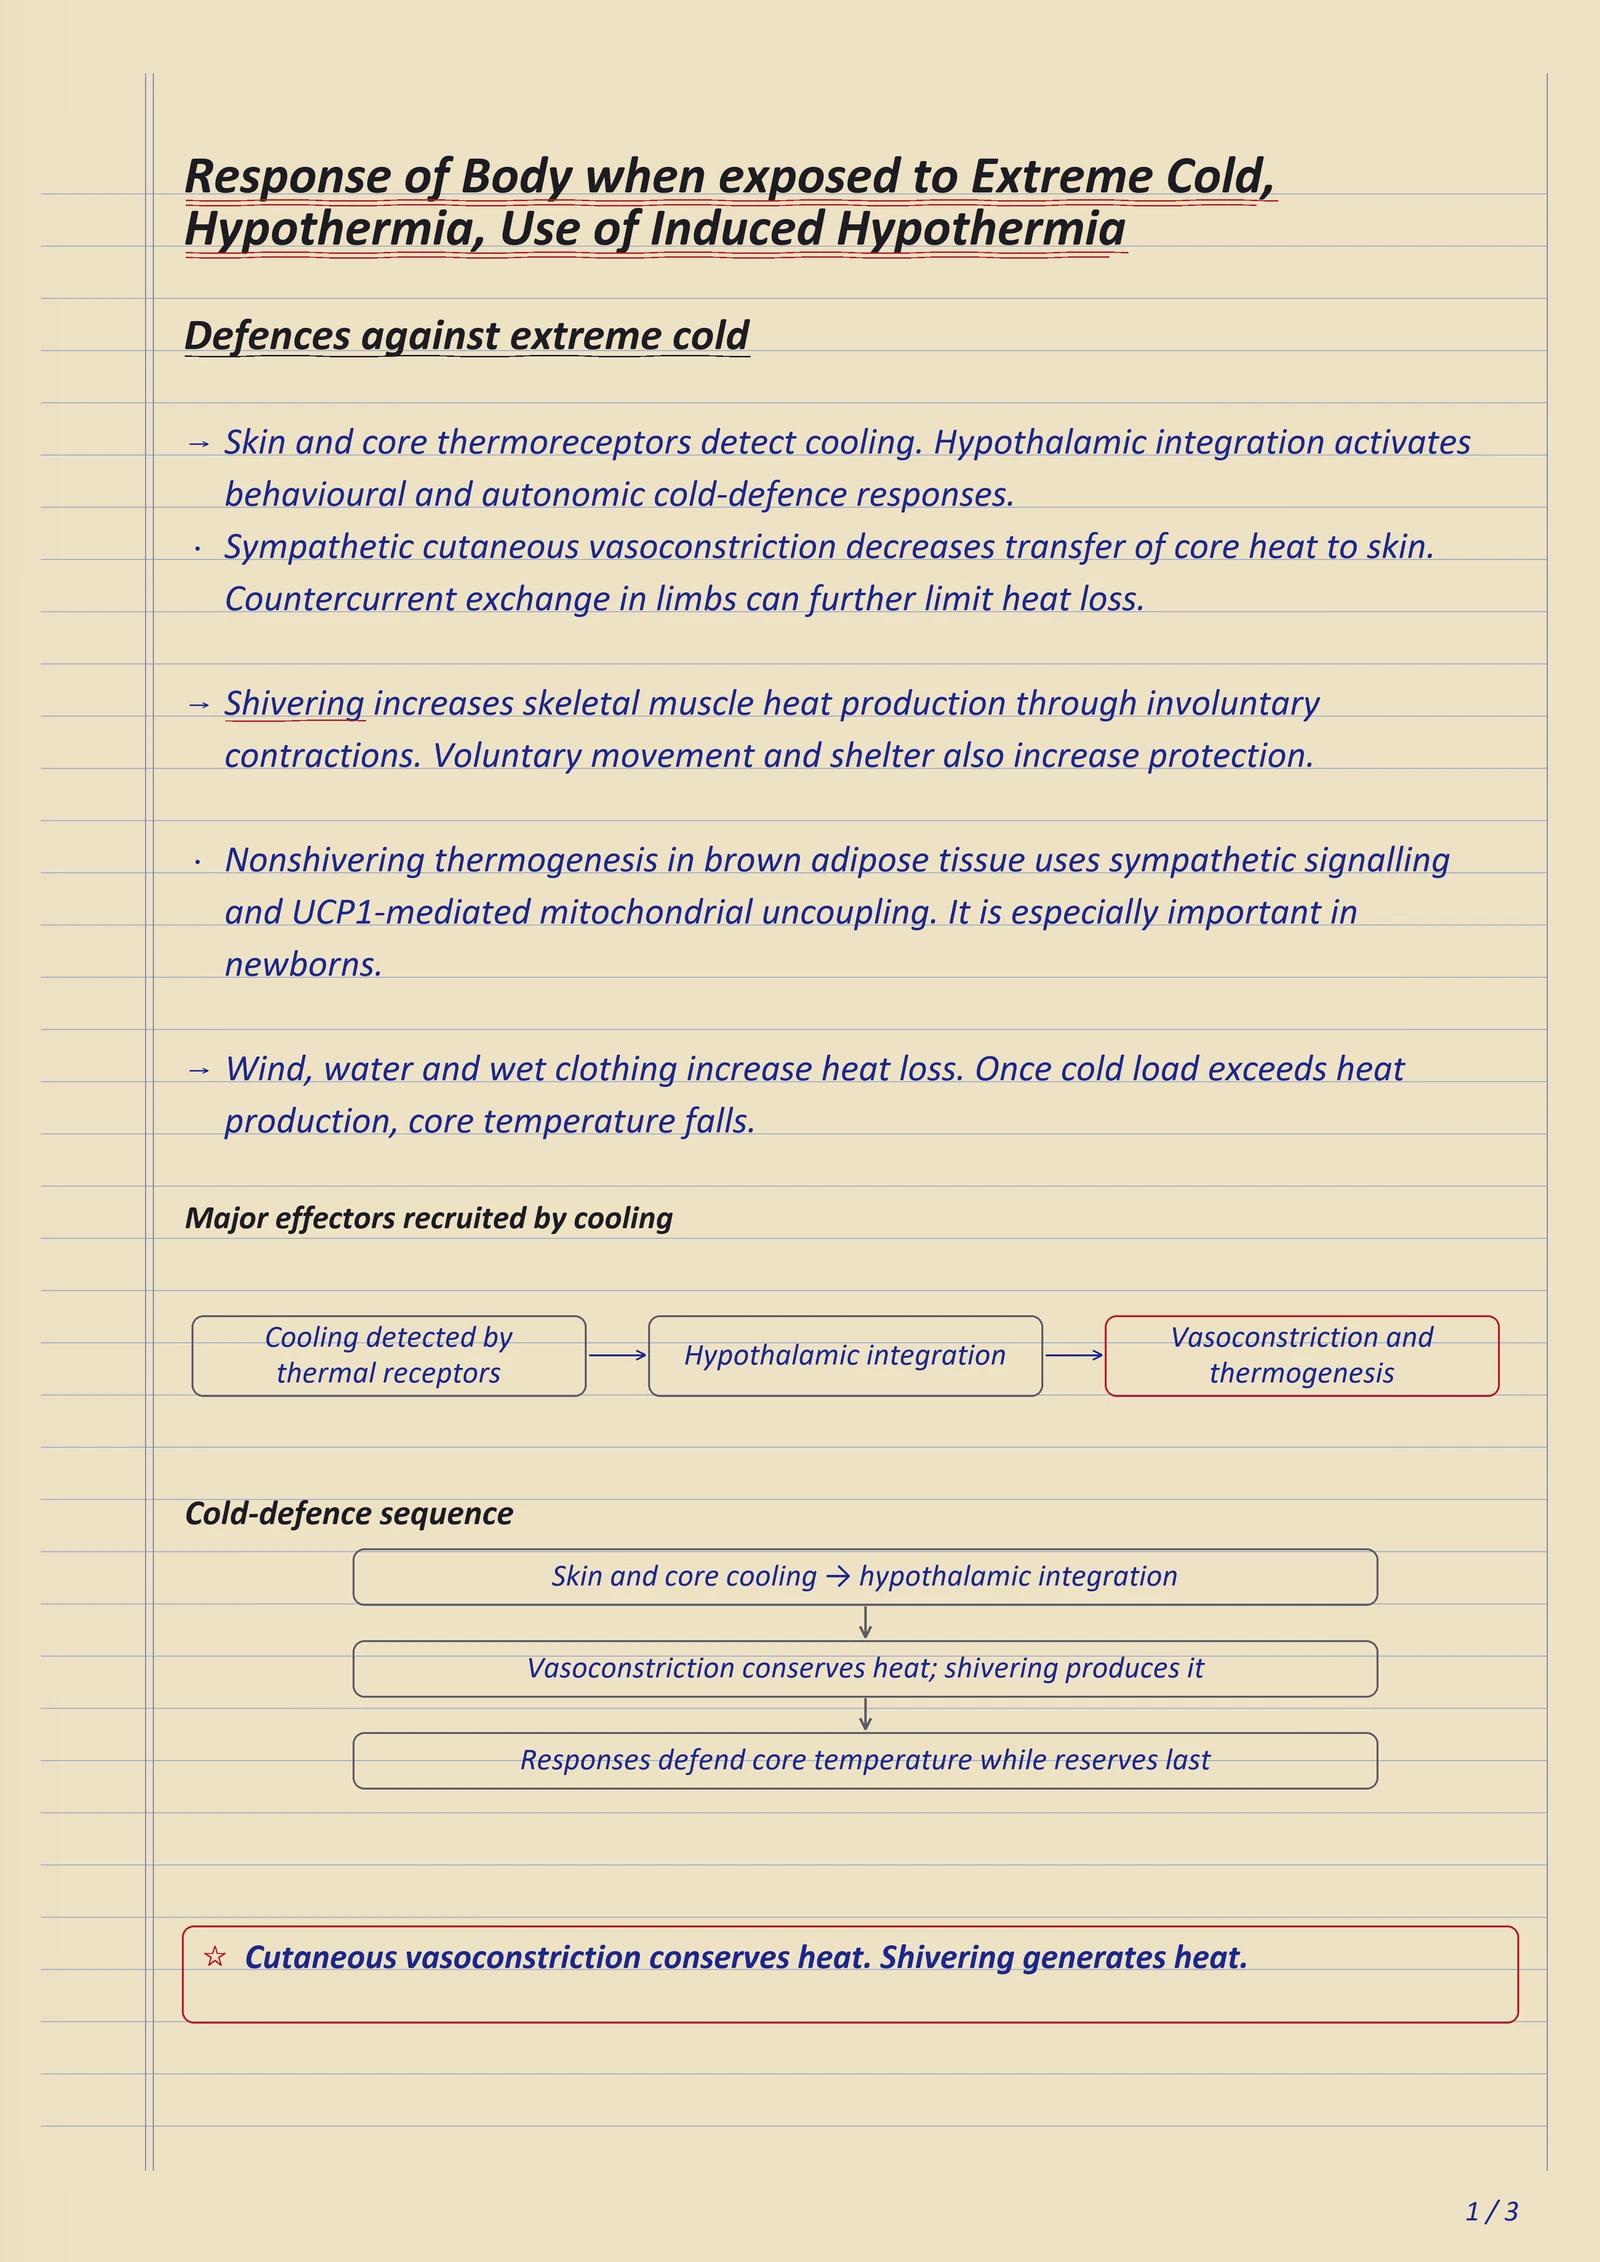 Response of Body when exposed to Extreme Cold,
Hypothermia, Use of Induced Hypothermia
Defences against extreme cold
→ Skin and core thermoreceptors detect cooling. Hypothalamic integration activates
behavioural and autonomic cold-defence responses.
· Sympathetic cutaneous vasoconstriction decreases transfer of core heat to skin.
Countercurrent exchange in limbs can further limit heat loss.
→ Shivering increases skeletal muscle heat production through involuntary
contractions. Voluntary movement and shelter also increase protection.
· Nonshivering thermogenesis in brown adipose tissue uses sympathetic signalling
and UCP1-mediated mitochondrial uncoupling. It is especially important in
newborns.
→ Wind, water and wet clothing increase heat loss. Once cold load exceeds heat
production, core temperature falls.
Major effectors recruited by cooling
Cooling detected by
thermal receptors
Hypothalamic integration
Vasoconstriction and
thermogenesis
Cold-defence sequence
Skin and core cooling → hypothalamic integration
Vasoconstriction conserves heat; shivering produces it
Responses defend core temperature while reserves last
☆ Cutaneous vasoconstriction conserves heat. Shivering generates heat.
1 / 3